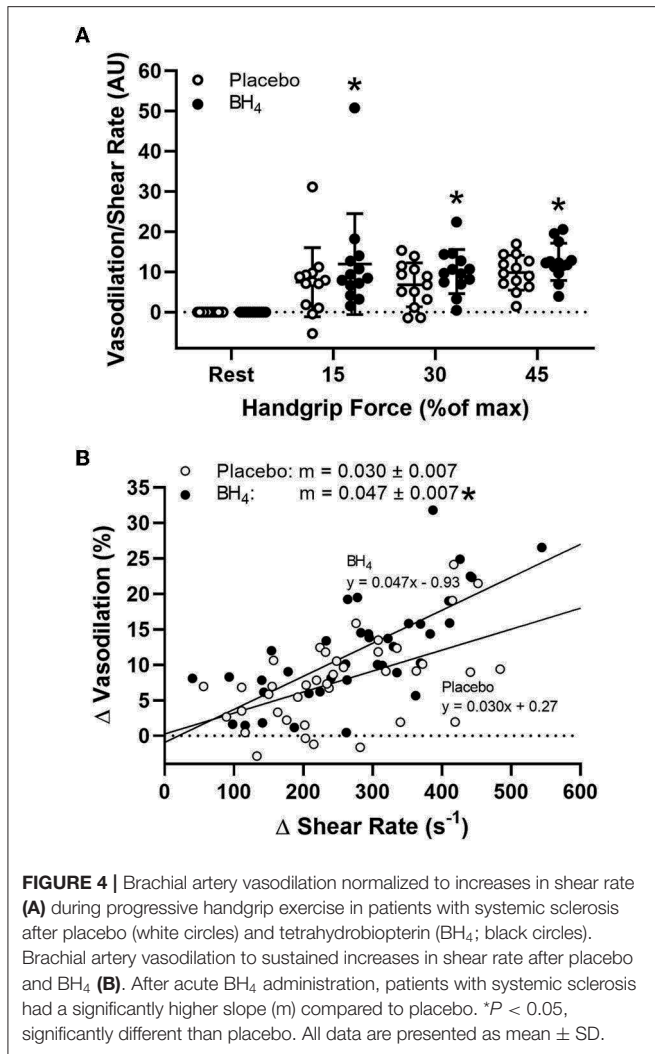 A
Vasodilation/Shear Rate (AU)
60
50
40
30
20
10
0
Placebo
BH4
*
*
*
Rest
15
30
45
Handgrip Force (%of max)
B
Placebo: m = 0.030 ± 0.007
BH4: m = 0.047 ± 0.007 *
Δ Vasodilation (%)
35
30
25
20
15
10
5
0
BH4
y = 0.047x - 0.93
Placebo
y = 0.030x + 0.27
0
100
200
300
400
500
600
Δ Shear Rate (s⁻¹)
FIGURE 4 | Brachial artery vasodilation normalized to increases in shear rate
(A) during progressive handgrip exercise in patients with systemic sclerosis
after placebo (white circles) and tetrahydrobiopterin (BH4; black circles).
Brachial artery vasodilation to sustained increases in shear rate after placebo
and BH4 (B). After acute BH4 administration, patients with systemic sclerosis
had a significantly higher slope (m) compared to placebo. *P < 0.05,
significantly different than placebo. All data are presented as mean ± SD.